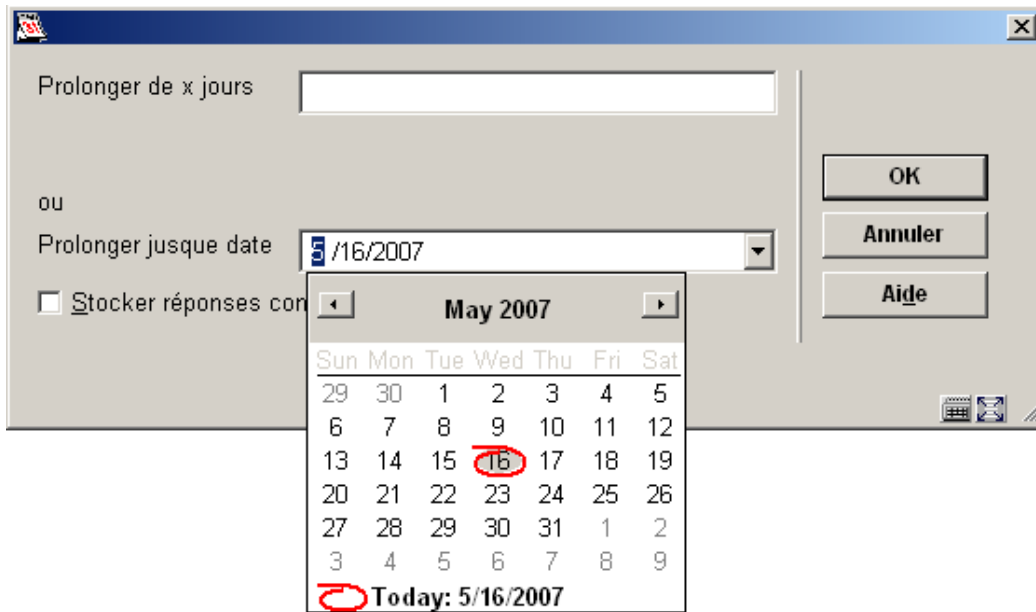 Prolonger de x jours
OK
ou
Annuler
Prolonger jusque date 5 /16/2007
Stocker réponses
Aide
May 2007
Sun Mon Tue Wed Thu Fri Sat
29 30 1 2 3 4 5
6 7 8 9 10 11 12
13 14 15 16 17 18 19
20 21 22 23 24 25 26
27 28 29 30 31 1 2
3 4 5 6 7 8 9
Today: 5/16/2007